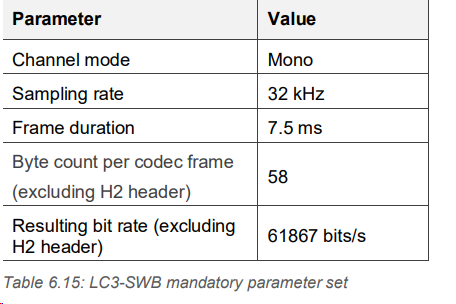 Parameter Value
Channel mode Mono
Sampling rate 32 kHz
Frame duration 7.5 ms
Byte count per codec frame
(excluding H2 header) 58
Resulting bit rate (excluding
H2 header) 61867 bits/s
Table 6.15: LC3-SWB mandatory parameter set